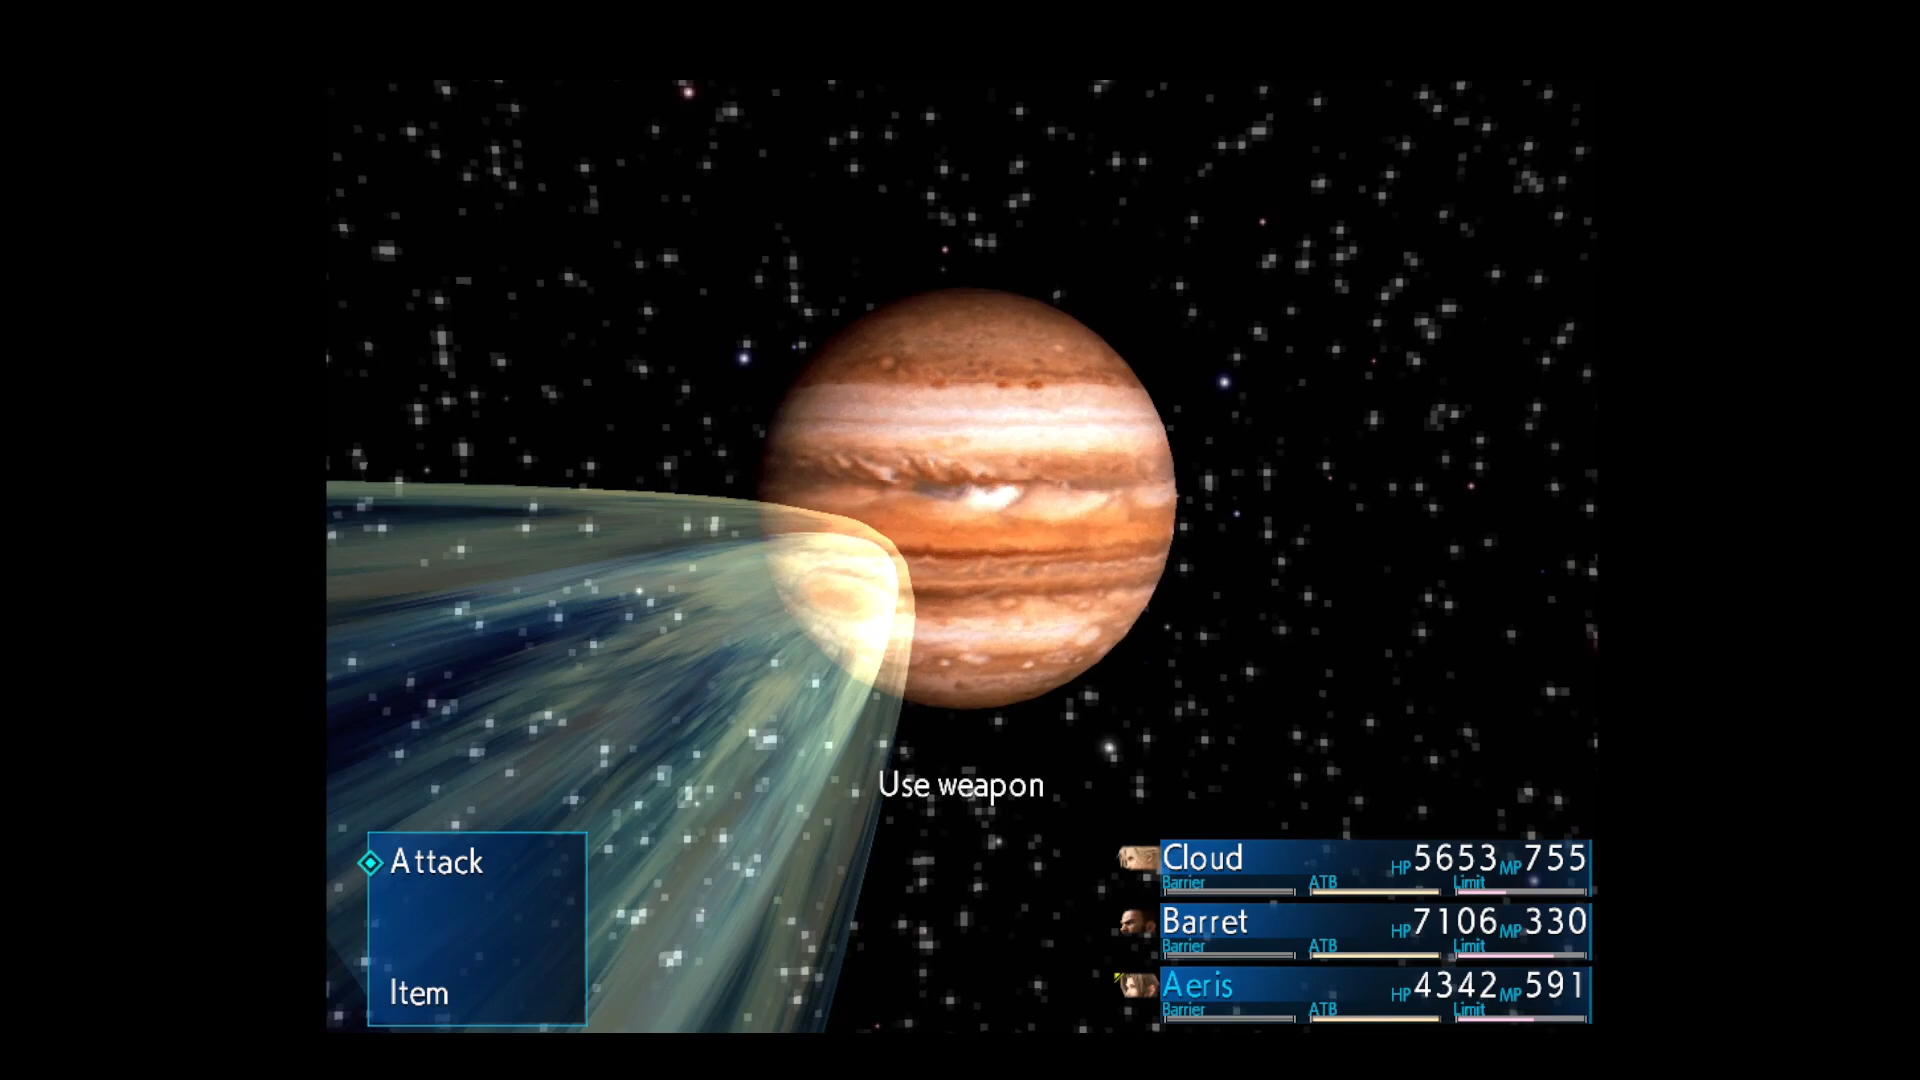 Use weapon
Attack
Item
Cloud HP 5653 MP 755
Barrier ATB Limit
Barret HP 7106 MP 330
Barrier ATB Limit
Aeris HP 4342 MP 591
Barrier ATB Limit